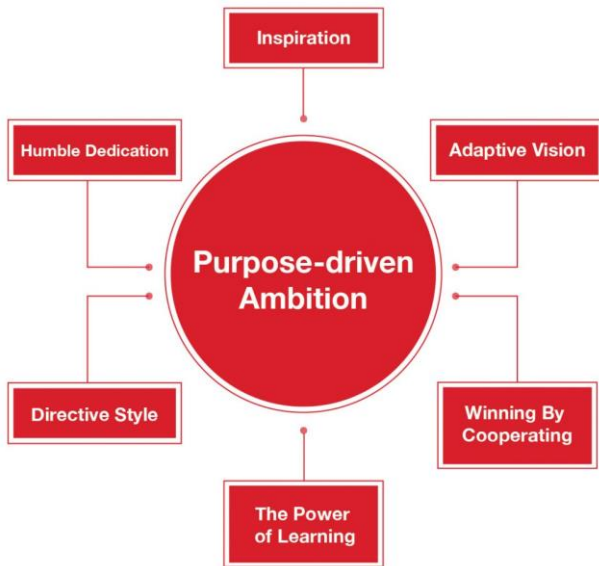 Inspiration
Humble Dedication
Adaptive Vision
Purpose-driven
Ambition
Directive Style
Winning By
Cooperating
The Power
of Learning